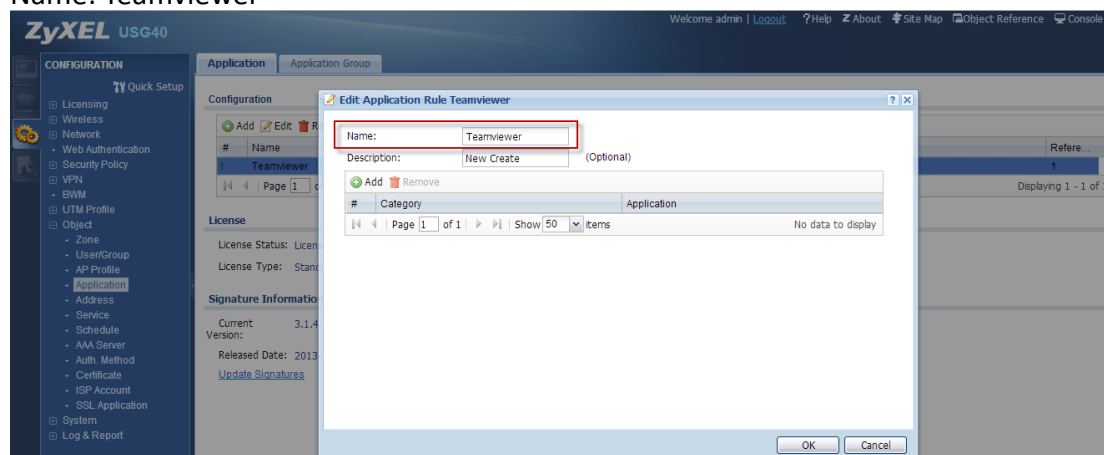 Name: Teamviewer
ZyXEL USG40
Welcome admin | Logout ?Help Z About Site Map Object Reference Console
CONFIGURATION
Quick Setup
Licensing
Wireless
Network
Web Authentication
Security Policy
VPN
BWM
UTM Profile
Object
Zone
User/Group
AP Profile
Application
Address
Service
Schedule
AAA Server
Auth. Method
Certificate
ISP Account
SSL Application
System
Log & Report
Application Application Group
Configuration
Add Edit R
# Name Refere...
1 Teamviewer 1
Page 1 Displaying 1 - 1 of 1
License
License Status: Licen
License Type: Stand
Signature Informatio
Current Version: 3.1.4
Released Date: 2013
Update Signatures
Edit Application Rule Teamviewer
Name: Teamviewer
Description: New Create (Optional)
Add Remove
# Category Application
Page 1 of 1 Show 50 items No data to display
OK Cancel